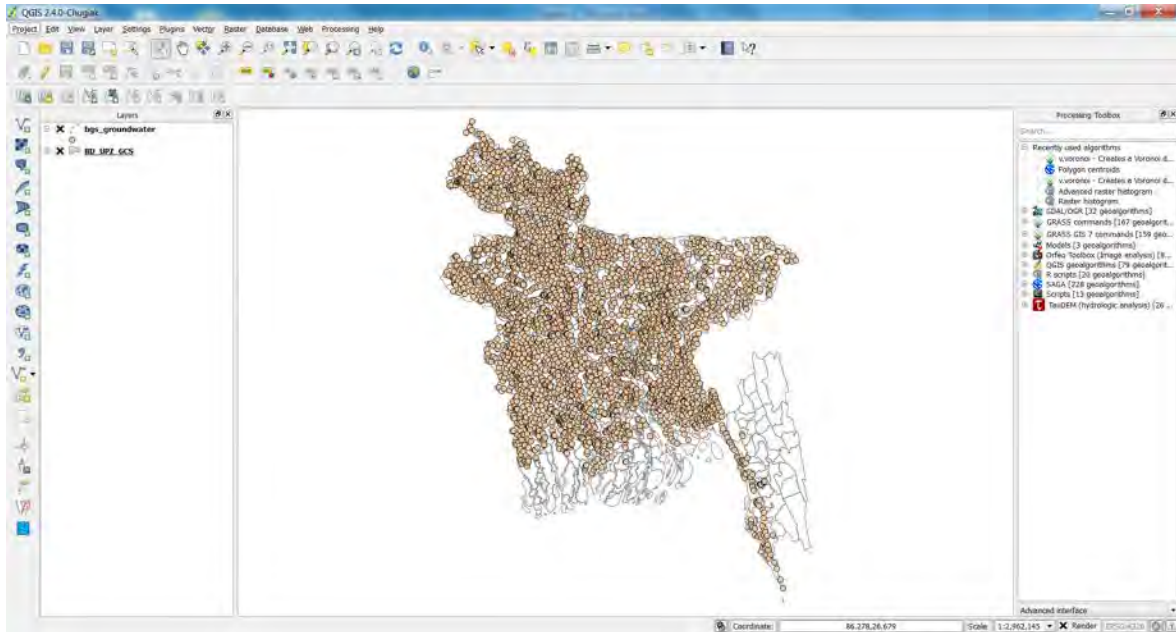 QGIS 2.4.0-Chugiak
Project Edit View Layer Settings Plugins Vector Raster Database Web Processing Help
Layers
bgs_groundwater
BD_UPZ_GCS
Processing Toolbox
Search...
Recently used algorithms
v.voronoi - Creates a Voronoi d...
Polygon centroids
v.voronoi - Creates a Voronoi d...
Advanced raster histogram
Raster histogram
GDAL/OGR [32 geoalgorithms]
GRASS commands [167 geoalgorit...
GRASS GIS 7 commands [159 geo...
Models [3 geoalgorithms]
Orfeo Toolbox (Image analysis) [8...
QGIS geoalgorithms [79 geoalgorit...
R scripts [20 geoalgorithms]
SAGA [228 geoalgorithms]
Scripts [13 geoalgorithms]
TauDEM (hydrologic analysis) [26 ...
Advanced interface
Coordinate: 86.278,26.679 Scale 1:2,962,145 Render EPSG:4326